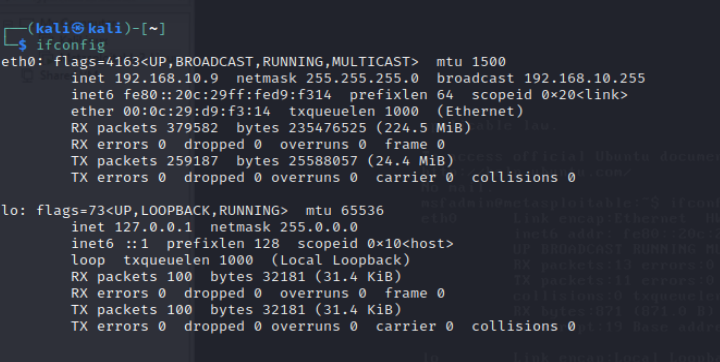 ┌──(kali㉿kali)-[~]
└─$ ifconfig
eth0: flags=4163<UP,BROADCAST,RUNNING,MULTICAST>  mtu 1500
        inet 192.168.10.9  netmask 255.255.255.0  broadcast 192.168.10.255
        inet6 fe80::20c:29ff:fed9:f314  prefixlen 64  scopeid 0×20<link>
        ether 00:0c:29:d9:f3:14  txqueuelen 1000  (Ethernet)
        RX packets 379582  bytes 235476525 (224.5 MiB)
        RX errors 0  dropped 0  overruns 0  frame 0
        TX packets 259187  bytes 25588057 (24.4 MiB)
        TX errors 0  dropped 0 overruns 0  carrier 0  collisions 0

lo: flags=73<UP,LOOPBACK,RUNNING>  mtu 65536
        inet 127.0.0.1  netmask 255.0.0.0
        inet6 ::1  prefixlen 128  scopeid 0×10<host>
        loop  txqueuelen 1000  (Local Loopback)
        RX packets 100  bytes 32181 (31.4 KiB)
        RX errors 0  dropped 0  overruns 0  frame 0
        TX packets 100  bytes 32181 (31.4 KiB)
        TX errors 0  dropped 0 overruns 0  carrier 0  collisions 0